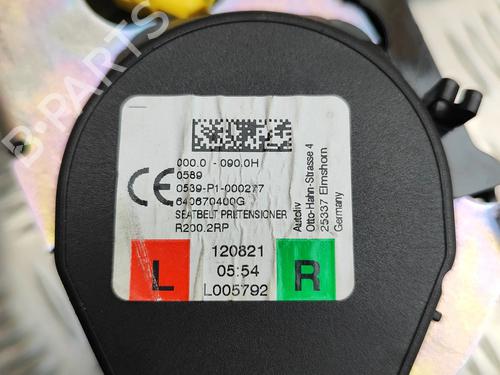 000.0 - 090.0H
0589
0539-P1-000277
640670400G
SEATBELT PRETENSIONER
R200.2RP
CE
Autoliv
Otto-Hahn-Strasse 4
25337 Elmshorn
Germany
120821
05:54
L005792
L
R
B-PARTS